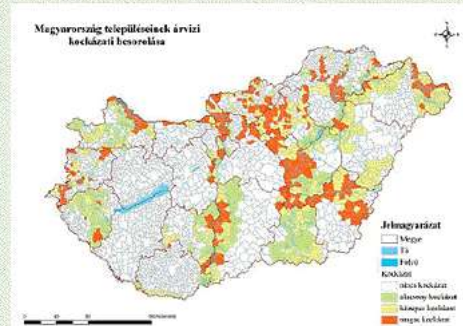 Magyarország településeinek árvízi
kockázati besorolása
Jelmagyarázat
Megye
Tó
Folyó
Kockázat
nincs kockázat
alacsony kockázat
közepes kockázat
magas kockázat